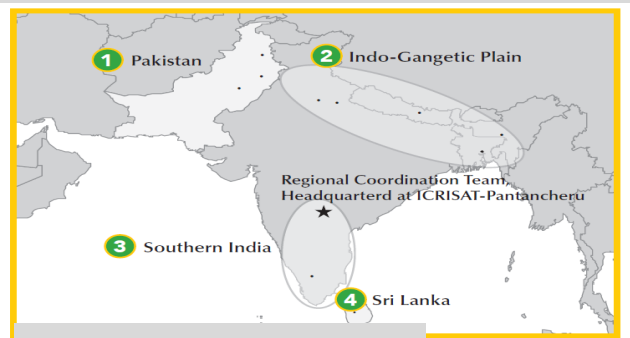 1 Pakistan
2 Indo-Gangetic Plain
Regional Coordination Team,
Headquarterd at ICRISAT-Pantancheru
3 Southern India
4 Sri Lanka